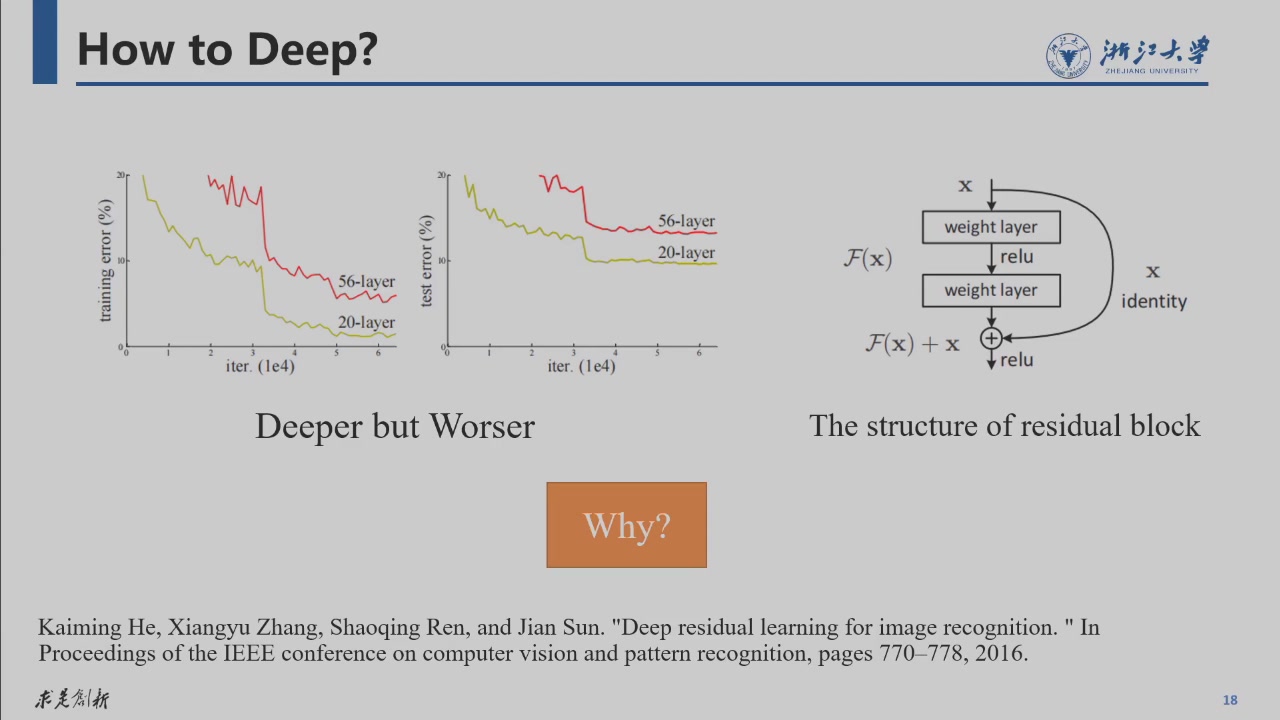 How to Deep?
浙江大学
ZHEJIANG UNIVERSITY
20
10
0
training error (%)
0 1 2 3 4 5 6
iter. (1e4)
56-layer
20-layer
20
10
0
test error (%)
0 1 2 3 4 5 6
iter. (1e4)
56-layer
20-layer
x
weight layer
F(x)
relu
weight layer
x
identity
F(x) + x
relu
Deeper but Worser
The structure of residual block
Why?
Kaiming He, Xiangyu Zhang, Shaoqing Ren, and Jian Sun. "Deep residual learning for image recognition. " In
Proceedings of the IEEE conference on computer vision and pattern recognition, pages 770–778, 2016.
求是创新
18